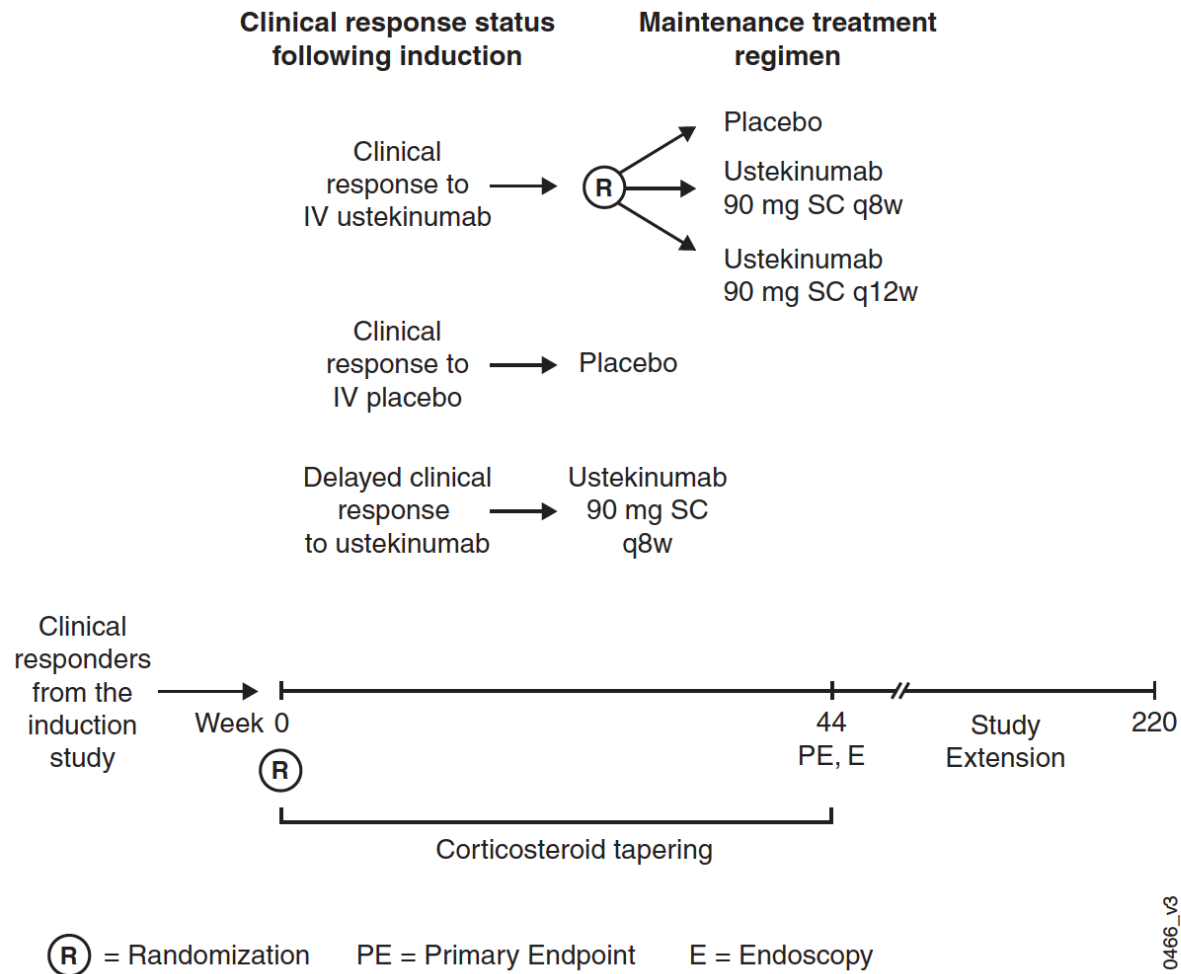 Clinical response status
following induction
Maintenance treatment
regimen
Clinical
response to
IV ustekinumab
R
Placebo
Ustekinumab
90 mg SC q8w
Ustekinumab
90 mg SC q12w
Clinical
response to
IV placebo
Placebo
Delayed clinical
response
to ustekinumab
Ustekinumab
90 mg SC
q8w
Clinical
responders
from the
induction
study
Week 0
44
PE, E
Study
Extension
220
R
Corticosteroid tapering
R = Randomization PE = Primary Endpoint E = Endoscopy
0466_v3